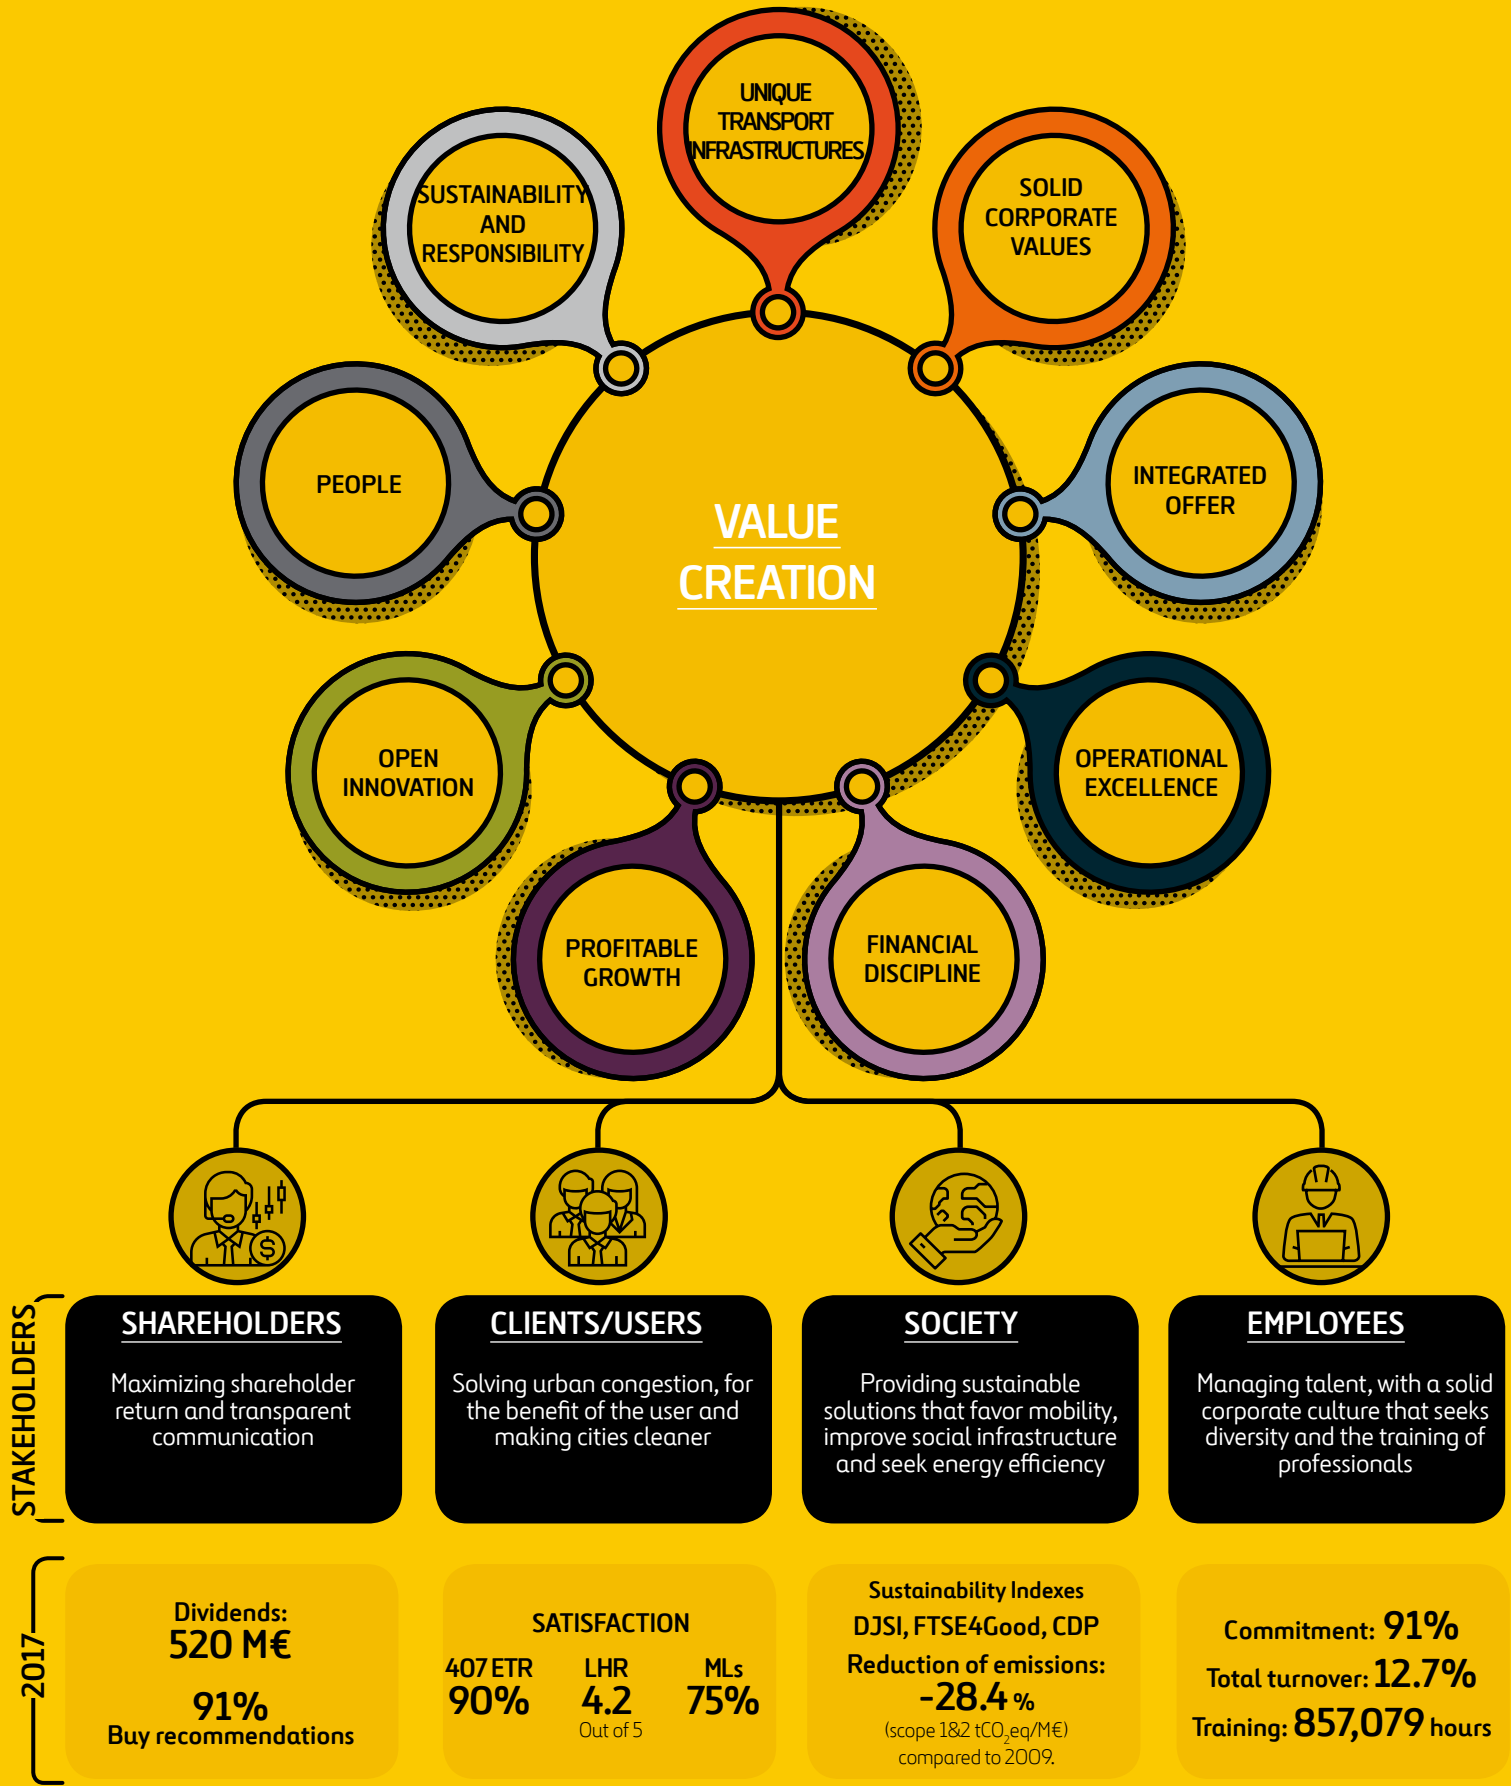 UNIQUE
TRANSPORT
INFRASTRUCTURES
SOLID
CORPORATE
VALUES
SUSTAINABILITY
AND
RESPONSIBILITY
INTEGRATED
OFFER
PEOPLE
VALUE
CREATION
OPEN
INNOVATION
OPERATIONAL
EXCELLENCE
PROFITABLE
GROWTH
FINANCIAL
DISCIPLINE
STAKEHOLDERS
SHAREHOLDERS
Maximizing shareholder
return and transparent
communication
CLIENTS/USERS
Solving urban congestion, for
the benefit of the user and
making cities cleaner
SOCIETY
Providing sustainable
solutions that favor mobility,
improve social infrastructure
and seek energy efficiency
EMPLOYEES
Managing talent, with a solid
corporate culture that seeks
diversity and the training of
professionals
2017
Dividends:
520 M€
91%
Buy recommendations
SATISFACTION
407 ETR LHR MLs
90% 4.2 75%
Out of 5
Sustainability Indexes
DJSI, FTSE4Good, CDP
Reduction of emissions:
-28.4 %
(scope 1&2 tCO₂eq/M€)
compared to 2009.
Commitment: 91%
Total turnover: 12.7%
Training: 857,079 hours
$